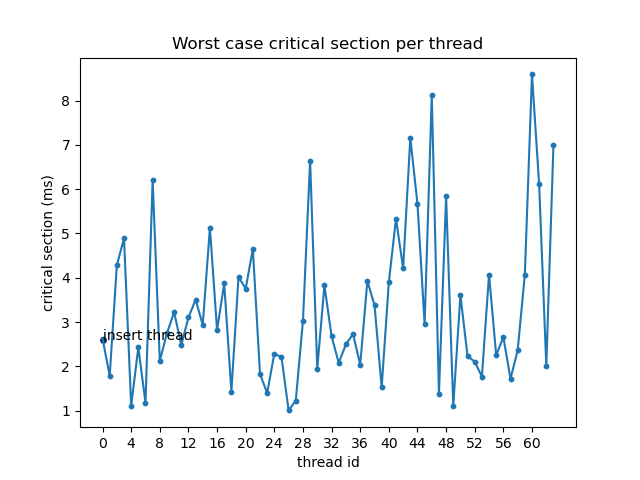 Worst case critical section per thread
critical section (ms)
8
7
6
5
4
3
2
1
insert thread
0 4 8 12 16 20 24 28 32 36 40 44 48 52 56 60
thread id